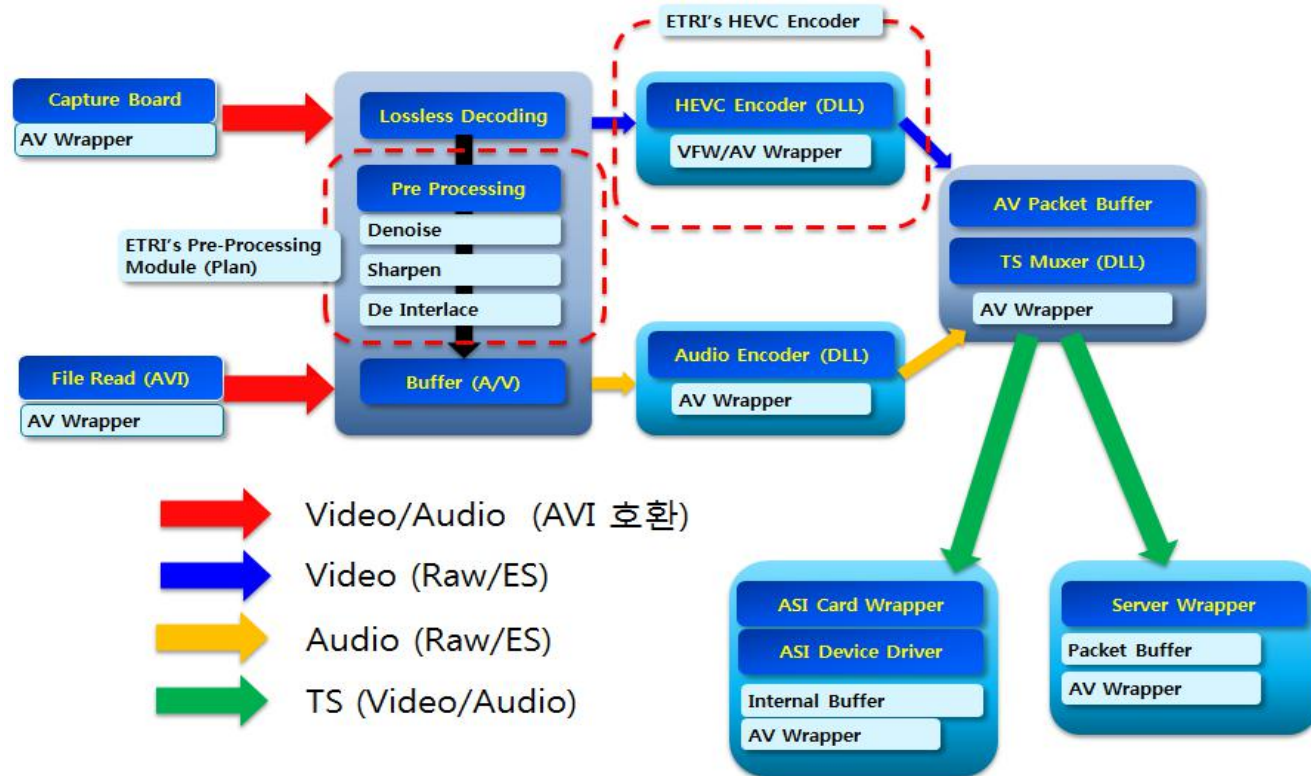 ETRI's HEVC Encoder
Capture Board
AV Wrapper
Lossless Decoding
HEVC Encoder (DLL)
VFW/AV Wrapper
Pre Processing
Denoise
Sharpen
De Interlace
ETRI's Pre-Processing
Module (Plan)
AV Packet Buffer
TS Muxer (DLL)
AV Wrapper
File Read (AVI)
AV Wrapper
Buffer (A/V)
Audio Encoder (DLL)
AV Wrapper
Video/Audio (AVI 호환)
Video (Raw/ES)
Audio (Raw/ES)
TS (Video/Audio)
ASI Card Wrapper
ASI Device Driver
Internal Buffer
AV Wrapper
Server Wrapper
Packet Buffer
AV Wrapper